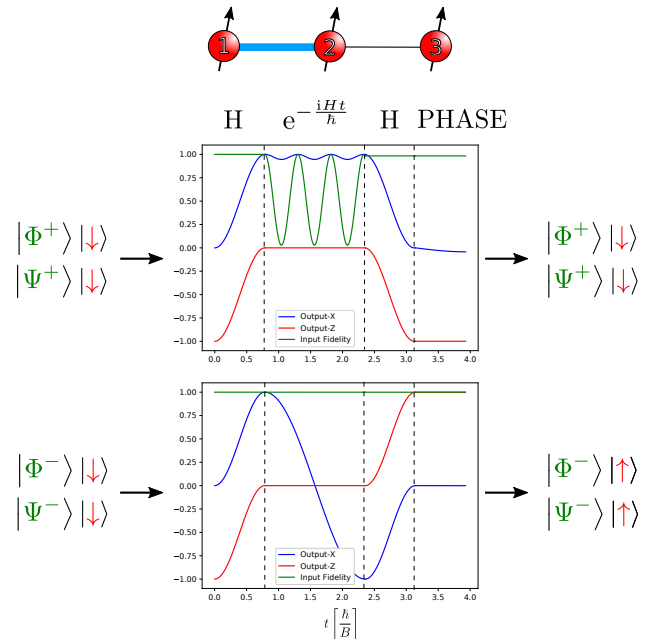 1 2 3
H e^{-\frac{iHt}{\hbar}} H PHASE
|Φ⁺⟩|↓⟩
|Ψ⁺⟩|↓⟩
1.00
0.75
0.50
0.25
0.00
−0.25
−0.50
−0.75
−1.00
Output-X
Output-Z
Input Fidelity
0.0 0.5 1.0 1.5 2.0 2.5 3.0 3.5 4.0
|Φ⁺⟩|↓⟩
|Ψ⁺⟩|↓⟩
|Φ⁻⟩|↓⟩
|Ψ⁻⟩|↓⟩
1.00
0.75
0.50
0.25
0.00
−0.25
−0.50
−0.75
−1.00
Output-X
Output-Z
Input Fidelity
0.0 0.5 1.0 1.5 2.0 2.5 3.0 3.5 4.0
t [ħ/B]
|Φ⁻⟩|↑⟩
|Ψ⁻⟩|↑⟩